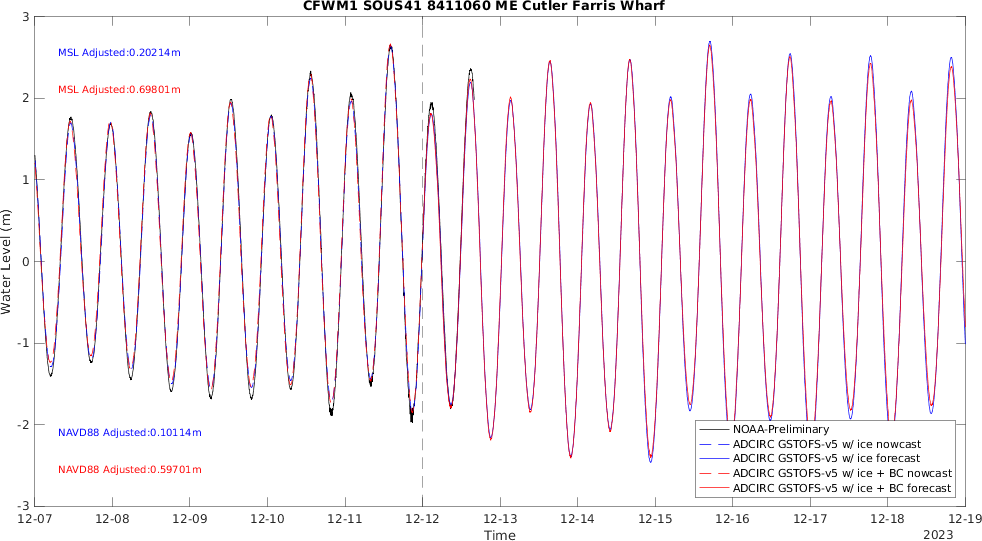 CFWM1 SOUS41 8411060 ME Cutler Farris Wharf
MSL Adjusted:0.20214m
MSL Adjusted:0.69801m
NAVD88 Adjusted:0.10114m
NAVD88 Adjusted:0.59701m
Water Level (m)
3
2
1
0
-1
-2
-3
NOAA-Preliminary
ADCIRC GSTOFS-v5 w/ ice nowcast
ADCIRC GSTOFS-v5 w/ ice forecast
ADCIRC GSTOFS-v5 w/ ice + BC nowcast
ADCIRC GSTOFS-v5 w/ ice + BC forecast
12-07 12-08 12-09 12-10 12-11 12-12 12-13 12-14 12-15 12-16 12-17 12-18 12-19
Time
2023